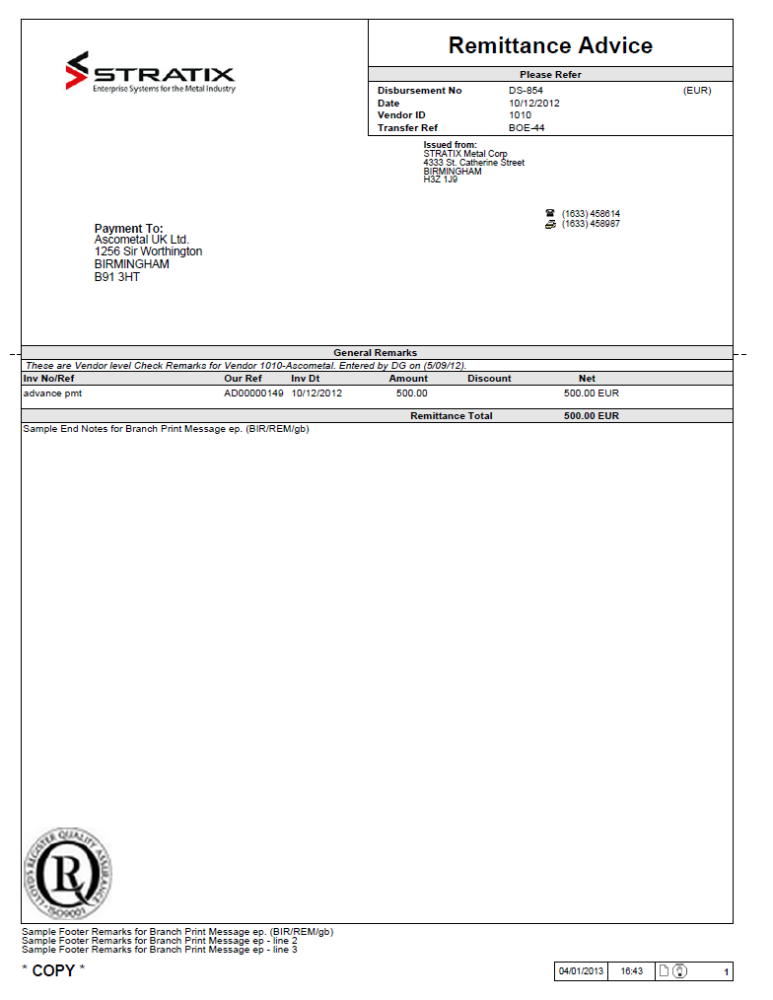 STRATIX
Enterprise Systems for the Metal Industry
Remittance Advice
Please Refer
Disbursement No DS-854 (EUR)
Date 10/12/2012
Vendor ID 1010
Transfer Ref BOE-44
Issued from:
STRATIX Metal Corp
4333 St. Catherine Street
BIRMINGHAM
H3Z 1J9
(1633) 458614
(1633) 458987
Payment To:
Ascometal UK Ltd.
1256 Sir Worthington
BIRMINGHAM
B91 3HT
General Remarks
These are Vendor level Check Remarks for Vendor 1010-Ascometal. Entered by DG on (5/09/12).
Inv No/Ref Our Ref Inv Dt Amount Discount Net
advance pmt AD00000149 10/12/2012 500.00 500.00 EUR
Remittance Total 500.00 EUR
Sample End Notes for Branch Print Message ep. (BIR/REM/gb)
LLOYD'S REGISTER QUALITY ASSURANCE
LRQ
ISO9001
Sample Footer Remarks for Branch Print Message ep. (BIR/REM/gb)
Sample Footer Remarks for Branch Print Message ep - line 2
Sample Footer Remarks for Branch Print Message ep - line 3
* COPY *
04/01/2013 16:43 1